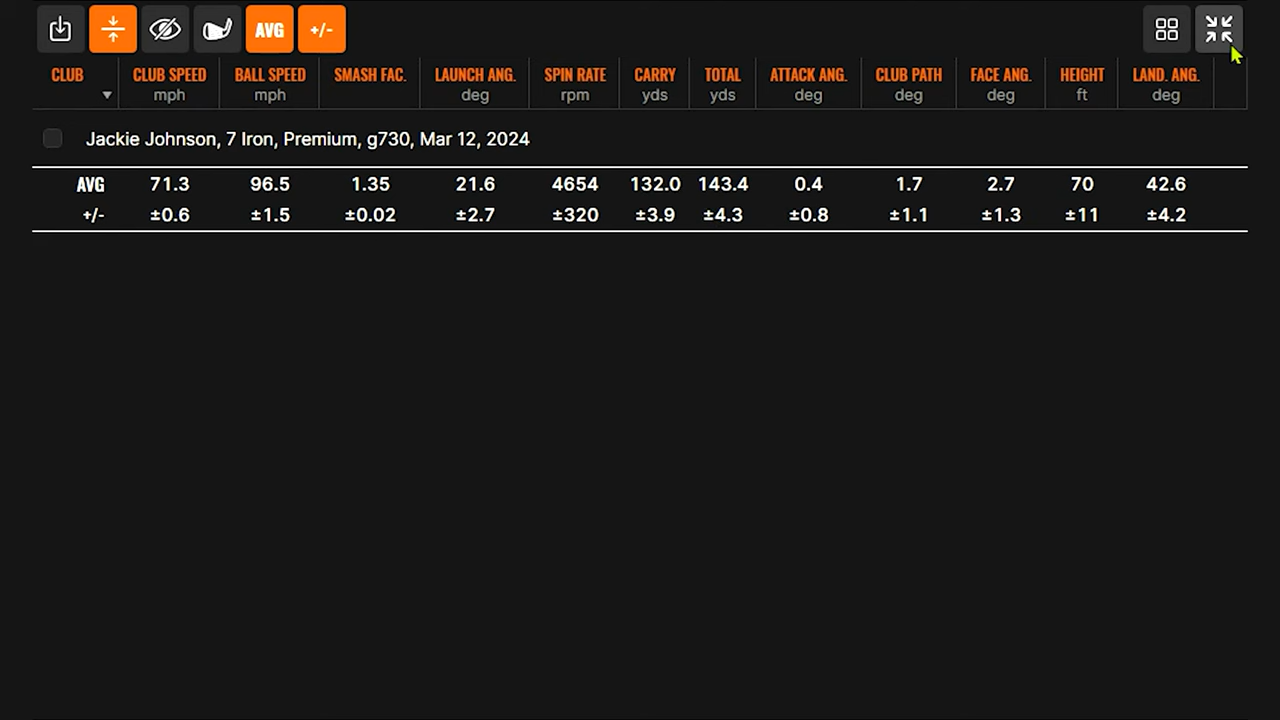 AVG +/-
CLUB CLUB SPEED BALL SPEED SMASH FAC. LAUNCH ANG. SPIN RATE CARRY TOTAL ATTACK ANG. CLUB PATH FACE ANG. HEIGHT LAND. ANG.
mph mph deg rpm yds yds deg deg deg ft deg
Jackie Johnson, 7 Iron, Premium, g730, Mar 12, 2024
AVG 71.3 96.5 1.35 21.6 4654 132.0 143.4 0.4 1.7 2.7 70 42.6
+/- ±0.6 ±1.5 ±0.02 ±2.7 ±320 ±3.9 ±4.3 ±0.8 ±1.1 ±1.3 ±11 ±4.2